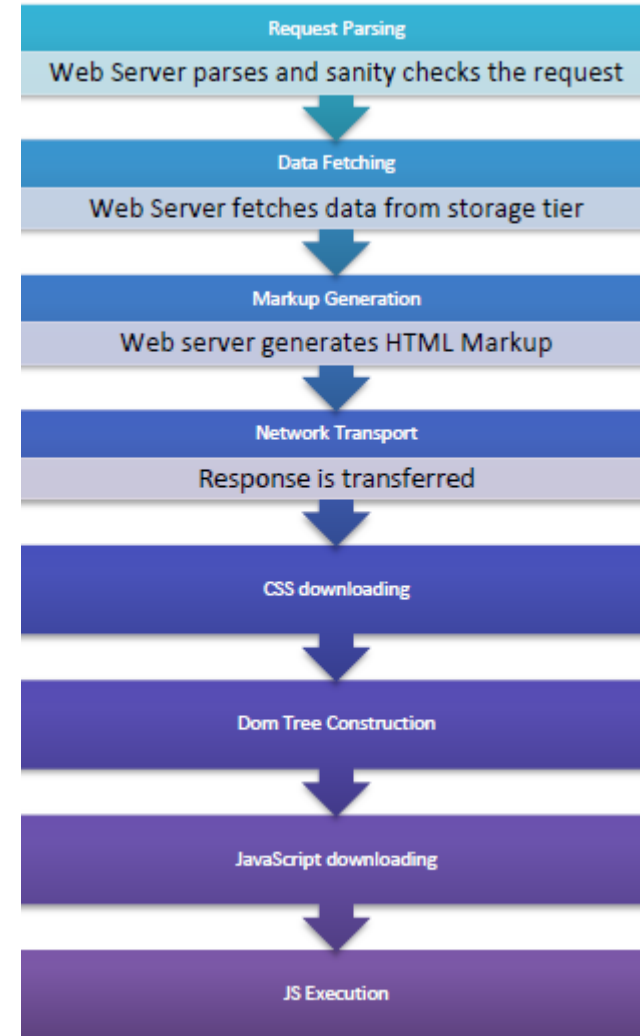 Request Parsing
Web Server parses and sanity checks the request
Data Fetching
Web Server fetches data from storage tier
Markup Generation
Web server generates HTML Markup
Network Transport
Response is transferred
CSS downloading
Dom Tree Construction
JavaScript downloading
JS Execution